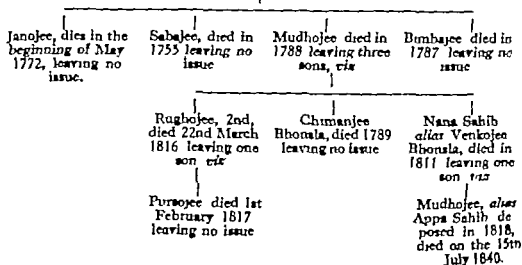 Janojee, dies in the
beginning of May
1772, leaving no
issue.
Sabajee, died in
1755 leaving no
issue
Mudhojee died in
1788 leaving three
sons, vix
Bimbajee died in
1787 leaving no
issue
Rughojee, 2nd,
died 22nd March
1816 leaving one
son vix
Chimanjee
Bhonsla, died 1789
leaving no issue
Nana Sahib
alias Venkojee
Bhonsla, died in
1811 leaving one
son vix
Pursojee died 1st
February 1817
leaving no issue
Mudhojee, alias
Appa Sahib de
posed in 1818,
died on the 15th
July 1840.